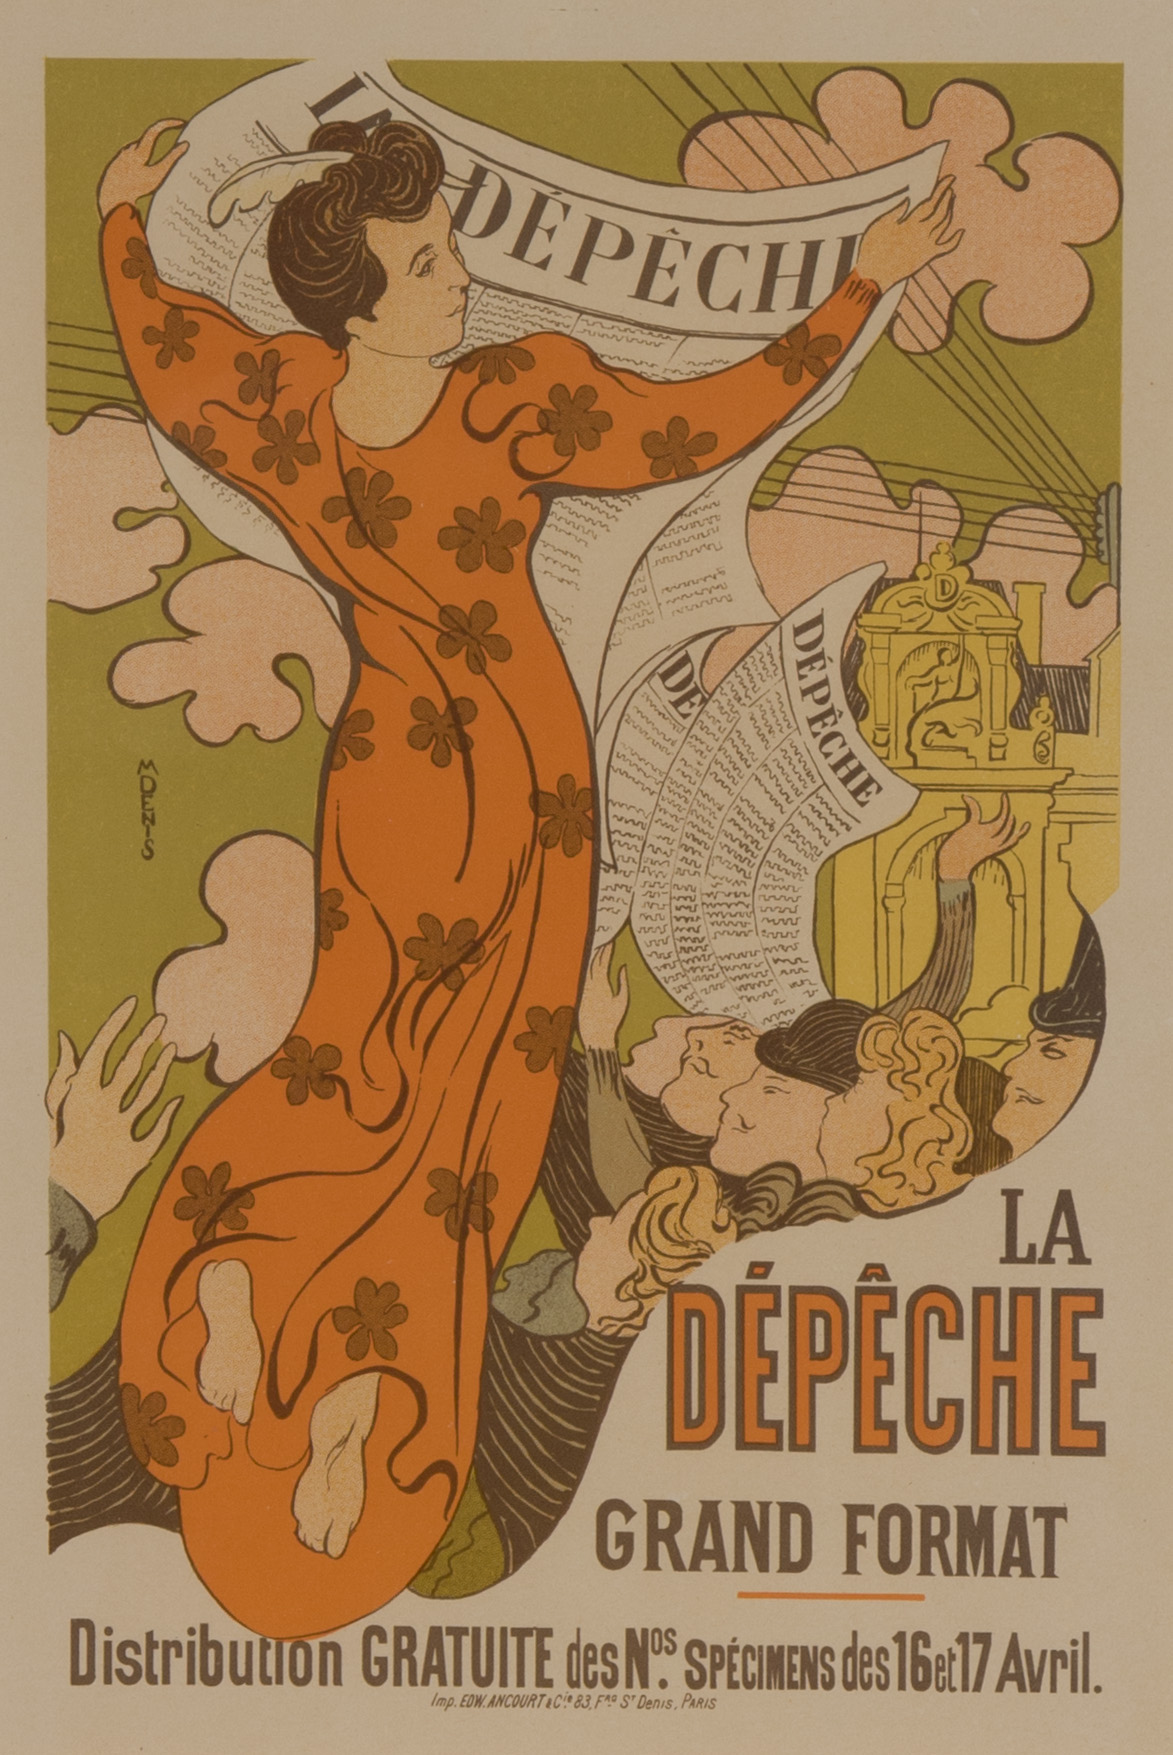 LA
DÉPÊCHE
D
DÉPÊCHE
DE
M DENIS
LA
DÉPÊCHE
GRAND FORMAT
Distribution GRATUITE des Nos. SPÉCIMENS des 16 et 17 Avril.
Imp. EDW. ANCOURT & Cie 83, Fbg St Denis, PARIS